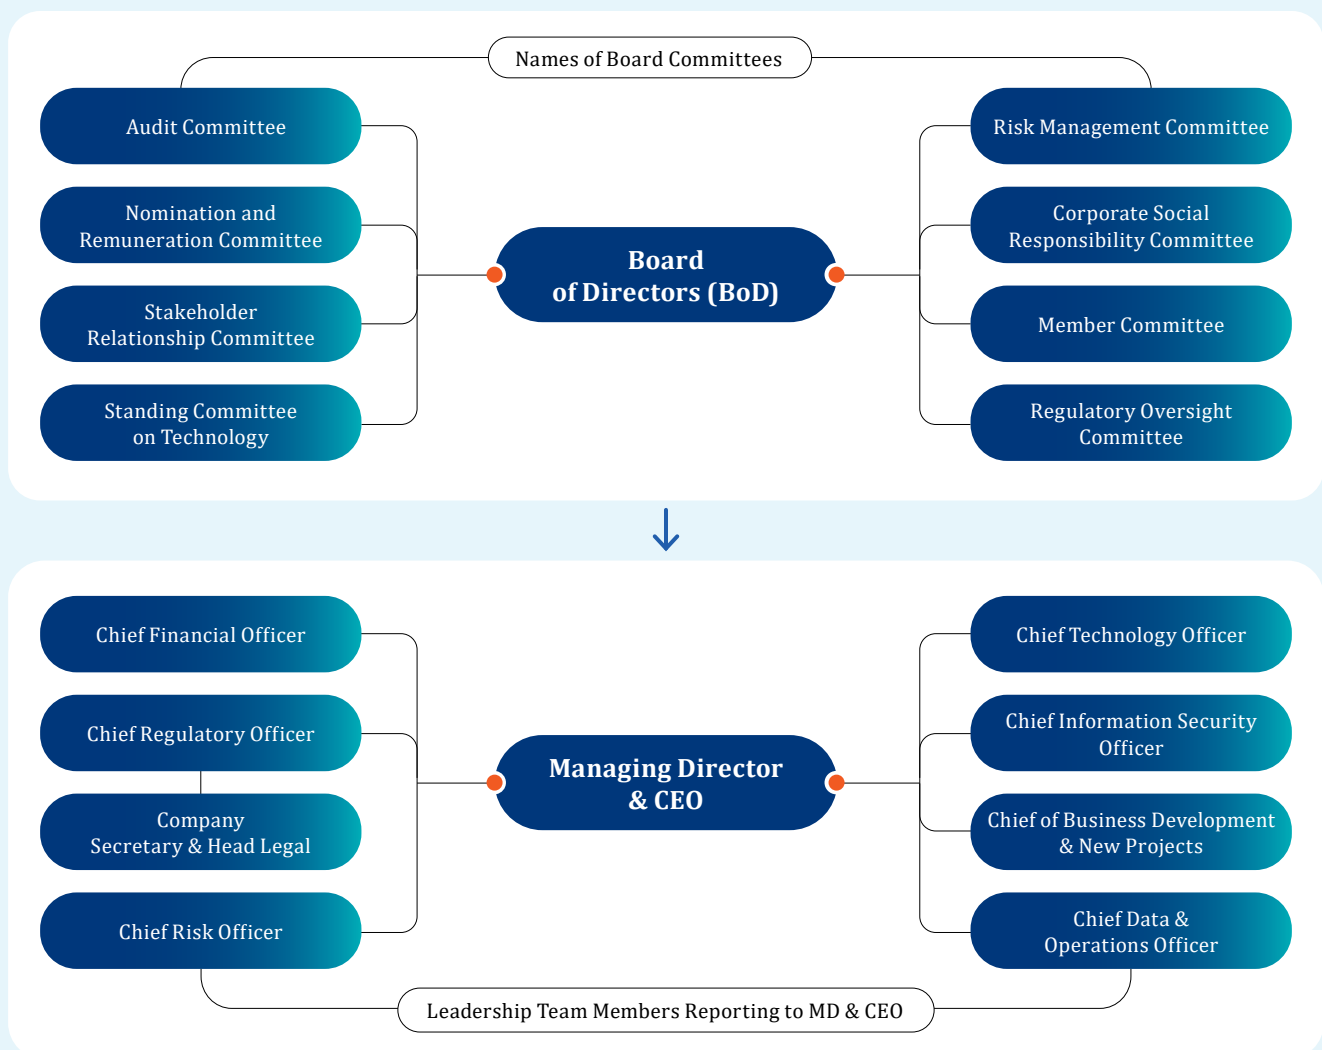 Names of Board Committees
Audit Committee
Nomination and
Remuneration Committee
Stakeholder
Relationship Committee
Standing Committee
on Technology
Board
of Directors (BoD)
Risk Management Committee
Corporate Social
Responsibility Committee
Member Committee
Regulatory Oversight
Committee
Chief Financial Officer
Chief Regulatory Officer
Company
Secretary & Head Legal
Chief Risk Officer
Managing Director
& CEO
Chief Technology Officer
Chief Information Security
Officer
Chief of Business Development
& New Projects
Chief Data &
Operations Officer
Leadership Team Members Reporting to MD & CEO